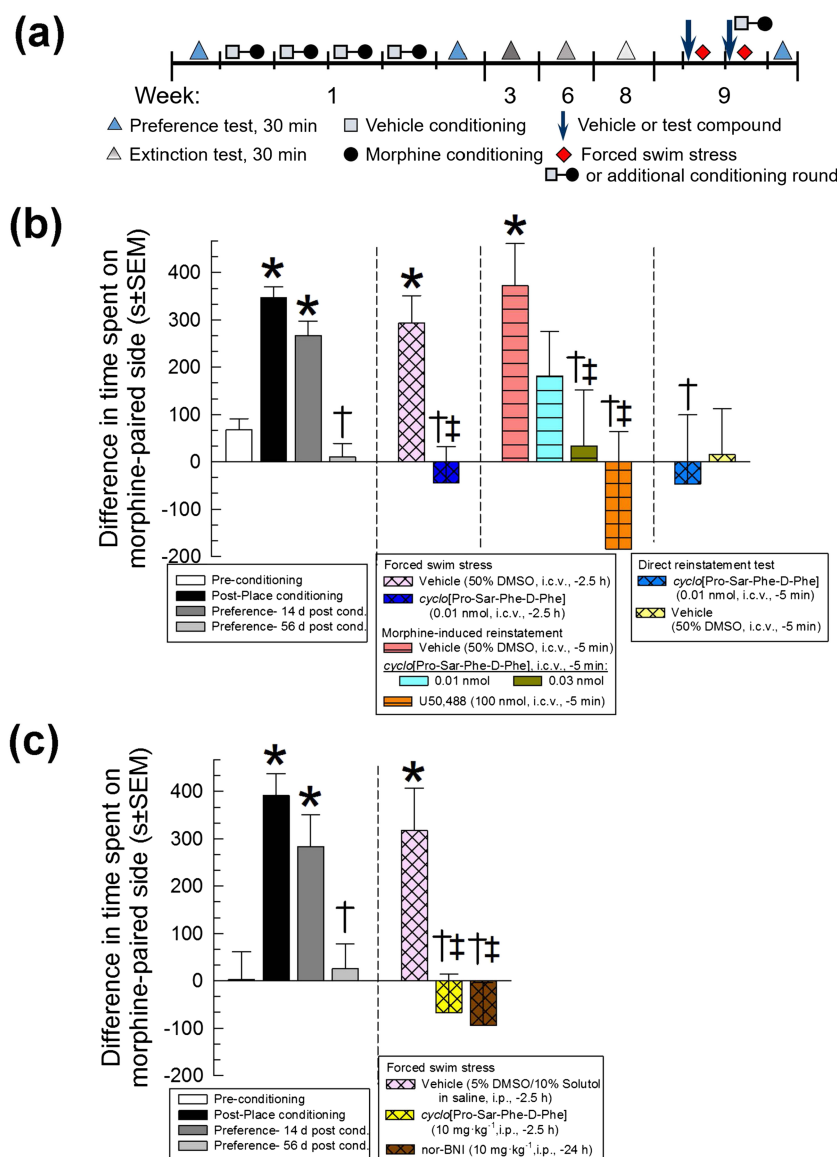 (a)
Week: 1 3 6 8 9
Preference test, 30 min
Vehicle conditioning
Vehicle or test compound
Extinction test, 30 min
Morphine conditioning
Forced swim stress
or additional conditioning round
(b)
Difference in time spent on
morphine-paired side (s±SEM)
400
300
200
100
0
-100
-200
*
*
†
*
†‡
*
†‡
†‡
†
Pre-conditioning
Post-Place conditioning
Preference- 14 d post cond.
Preference- 56 d post cond.
Forced swim stress
Vehicle (50% DMSO, i.c.v., -2.5 h)
cyclo[Pro-Sar-Phe-D-Phe]
(0.01 nmol, i.c.v., -2.5 h)
Morphine-induced reinstatement
Vehicle (50% DMSO, i.c.v., -5 min)
cyclo[Pro-Sar-Phe-D-Phe], i.c.v., -5 min:
0.01 nmol 0.03 nmol
U50,488 (100 nmol, i.c.v., -5 min)
Direct reinstatement test
cyclo[Pro-Sar-Phe-D-Phe]
(0.01 nmol, i.c.v., -5 min)
Vehicle
(50% DMSO, i.c.v., -5 min)
(c)
Difference in time spent on
morphine-paired side (s±SEM)
400
300
200
100
0
-100
-200
*
*
†
*
†‡
†‡
Pre-conditioning
Post-Place conditioning
Preference- 14 d post cond.
Preference- 56 d post cond.
Forced swim stress
Vehicle (5% DMSO/10% Solutol
in saline, i.p., -2.5 h)
cyclo[Pro-Sar-Phe-D-Phe]
(10 mg·kg⁻¹,i.p., -2.5 h)
nor-BNI (10 mg·kg⁻¹,i.p., -24 h)